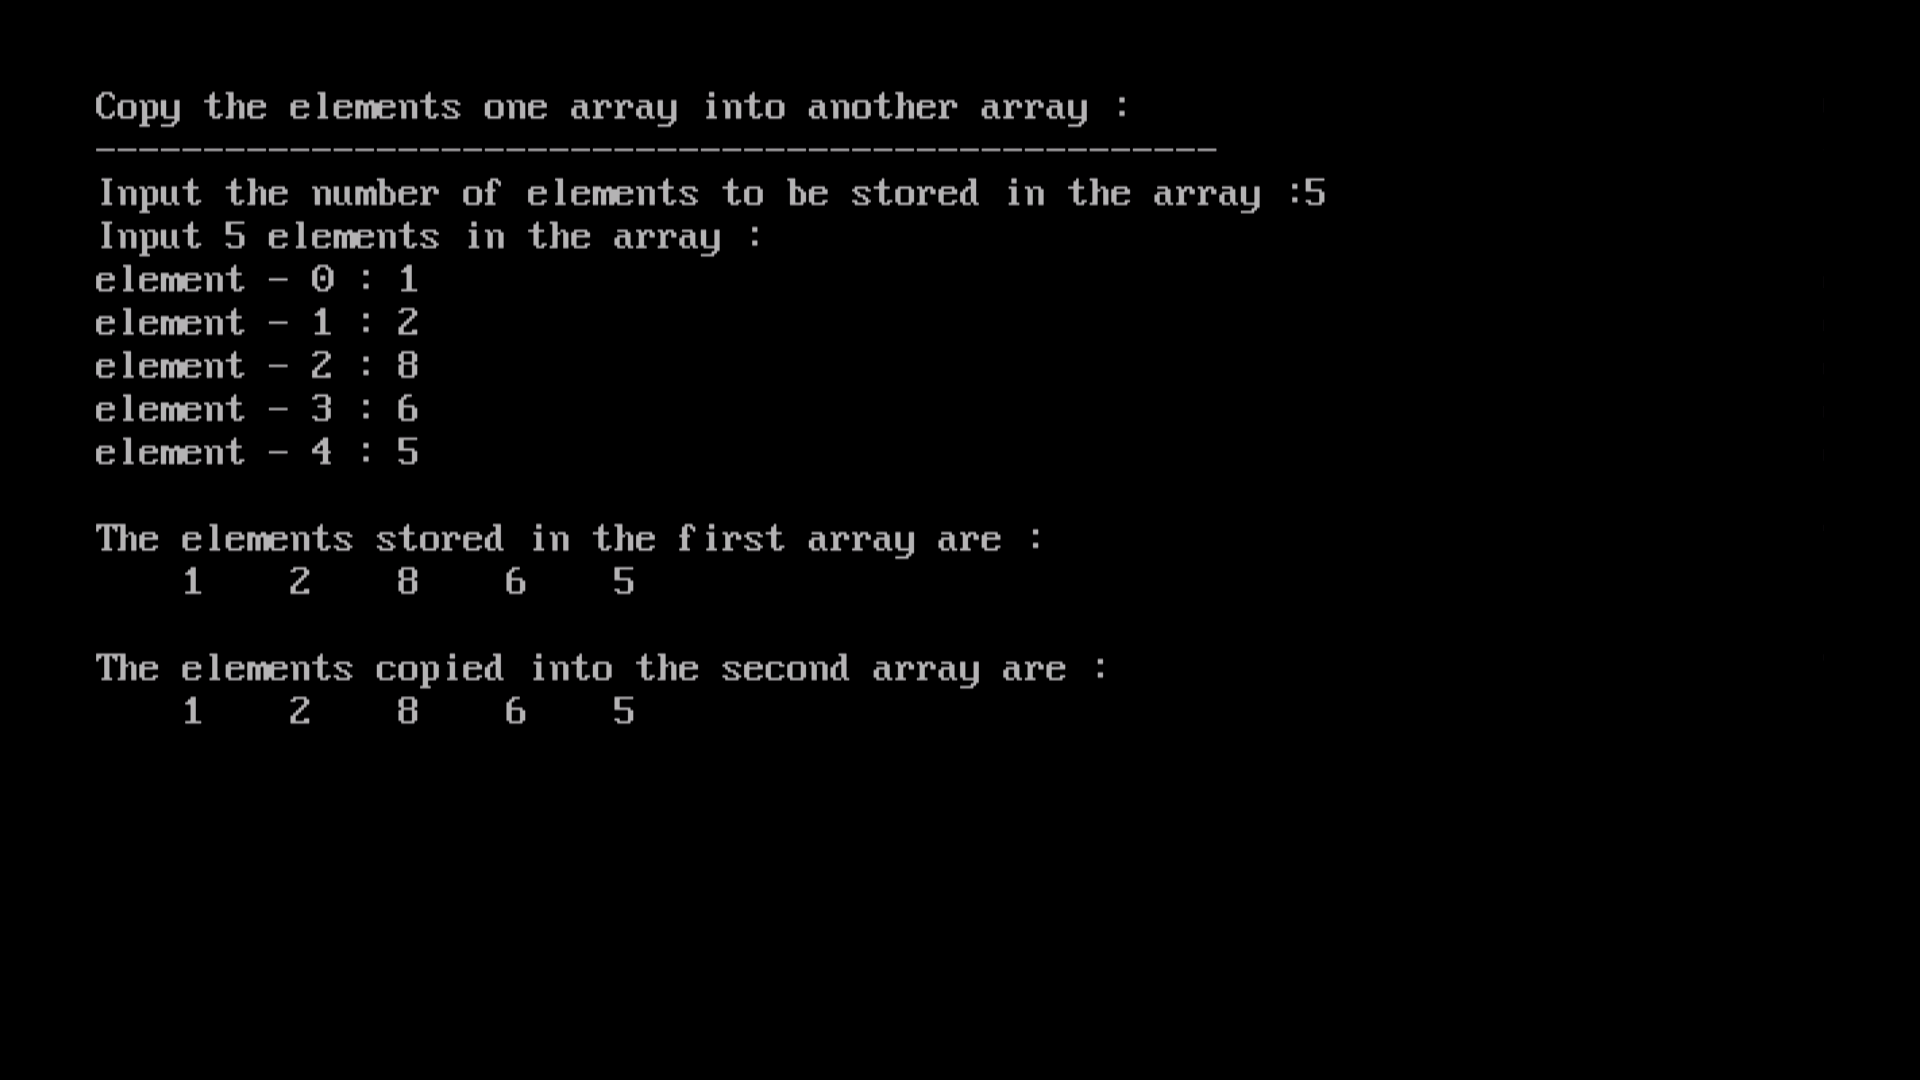 Copy the elements one array into another array :
----------------------------------------------------
Input the number of elements to be stored in the array :5
Input 5 elements in the array :
element - 0 : 1
element - 1 : 2
element - 2 : 8
element - 3 : 6
element - 4 : 5
The elements stored in the first array are :
1    2    8    6    5
The elements copied into the second array are :
1    2    8    6    5